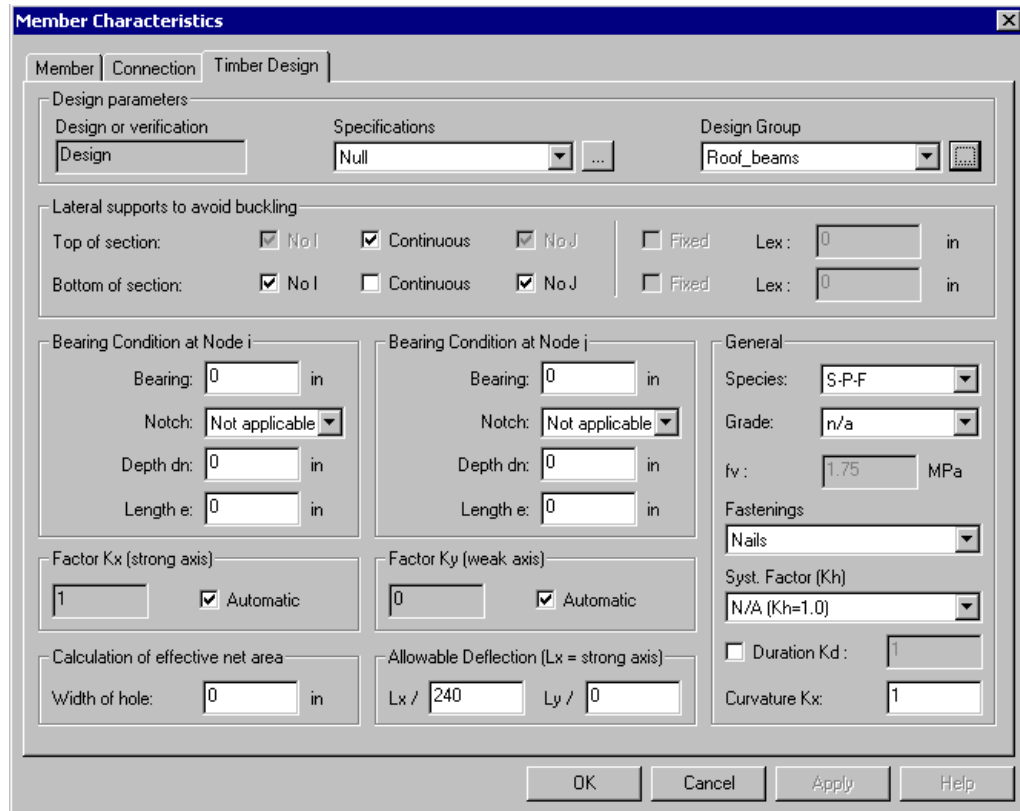 Member Characteristics
Member Connection Timber Design
Design parameters
Design or verification Specifications Design Group
Design Null ... Roof_beams ...
Lateral supports to avoid buckling
Top of section: No I Continuous No J Fixed Lex : 0 in
Bottom of section: No I Continuous No J Fixed Lex : 0 in
Bearing Condition at Node i Bearing Condition at Node j General
Bearing: 0 in Bearing: 0 in Species: S-P-F
Notch: Not applicable Notch: Not applicable Grade: n/a
Depth dn: 0 in Depth dn: 0 in fv : 1.75 MPa
Length e: 0 in Length e: 0 in Fastenings
Nails
Factor Kx (strong axis) Factor Ky (weak axis)
Syst. Factor (Kh)
1 Automatic 0 Automatic N/A (Kh=1.0)
Calculation of effective net area Allowable Deflection (Lx = strong axis) Duration Kd : 1
Width of hole: 0 in Lx / 240 Ly / 0 Curvature Kx: 1
OK Cancel Apply Help